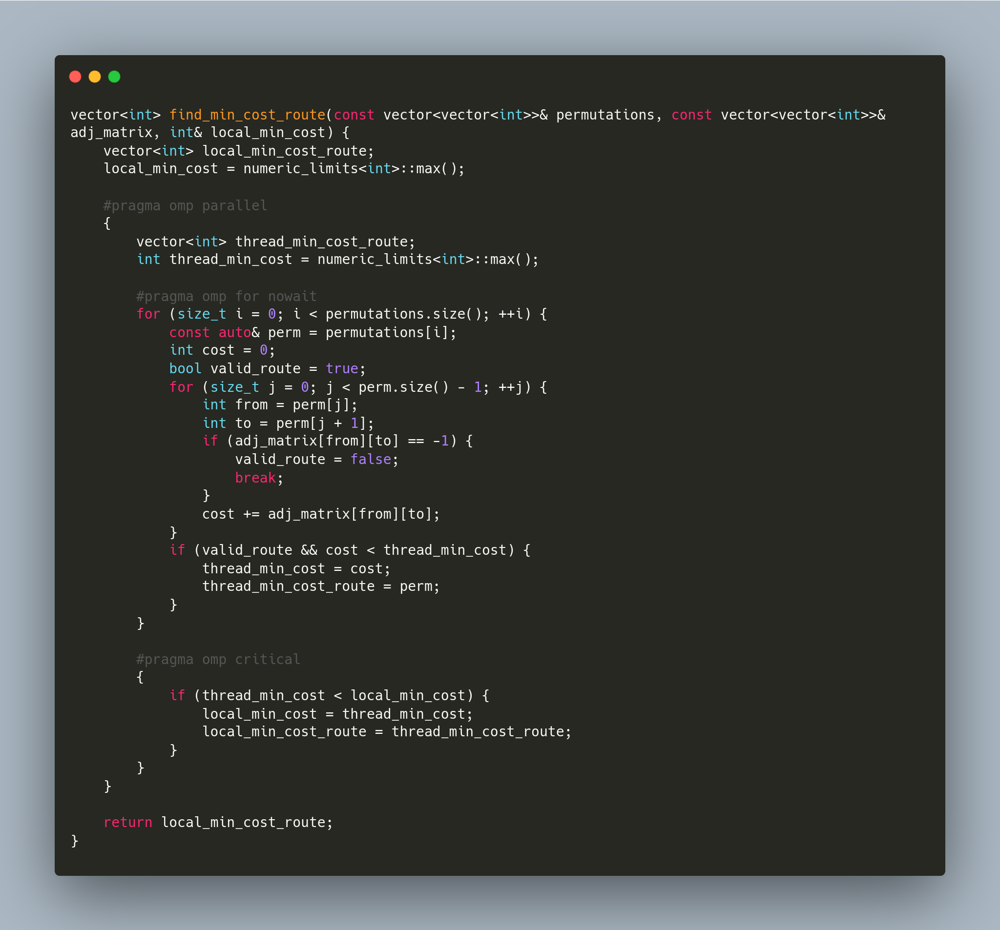 vector<int> find_min_cost_route(const vector<vector<int>>& permutations, const vector<vector<int>>&
adj_matrix, int& local_min_cost) {
    vector<int> local_min_cost_route;
    local_min_cost = numeric_limits<int>::max();

    #pragma omp parallel
    {
        vector<int> thread_min_cost_route;
        int thread_min_cost = numeric_limits<int>::max();

        #pragma omp for nowait
        for (size_t i = 0; i < permutations.size(); ++i) {
            const auto& perm = permutations[i];
            int cost = 0;
            bool valid_route = true;
            for (size_t j = 0; j < perm.size() - 1; ++j) {
                int from = perm[j];
                int to = perm[j + 1];
                if (adj_matrix[from][to] == -1) {
                    valid_route = false;
                    break;
                }
                cost += adj_matrix[from][to];
            }
            if (valid_route && cost < thread_min_cost) {
                thread_min_cost = cost;
                thread_min_cost_route = perm;
            }
        }

        #pragma omp critical
        {
            if (thread_min_cost < local_min_cost) {
                local_min_cost = thread_min_cost;
                local_min_cost_route = thread_min_cost_route;
            }
        }
    }

    return local_min_cost_route;
}